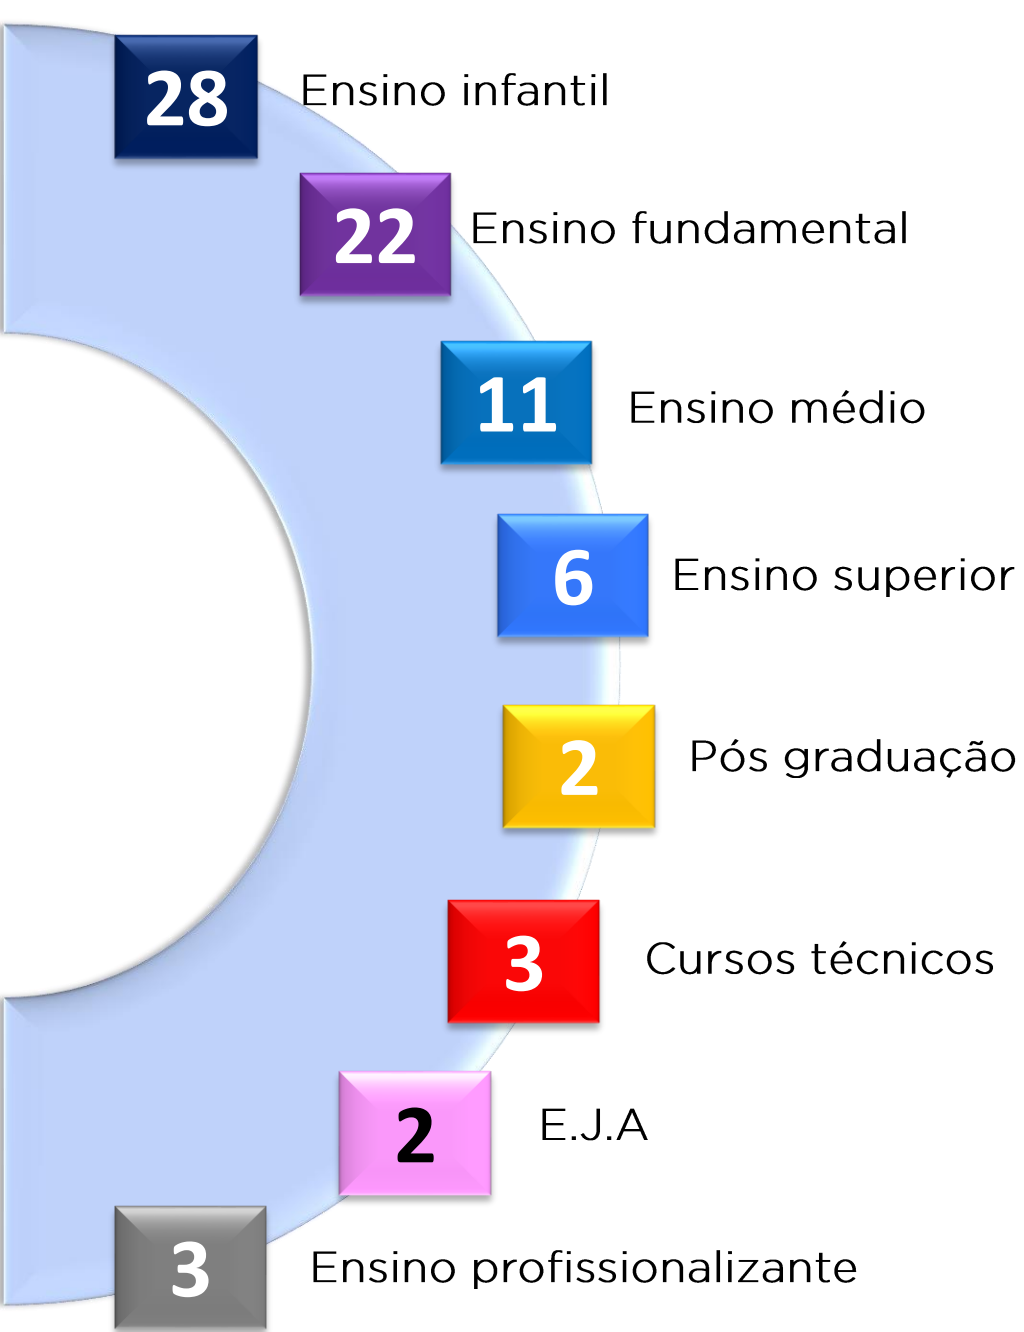 28 Ensino infantil
22 Ensino fundamental
11 Ensino médio
6 Ensino superior
2 Pós graduação
3 Cursos técnicos
2 E.J.A
3 Ensino profissionalizante